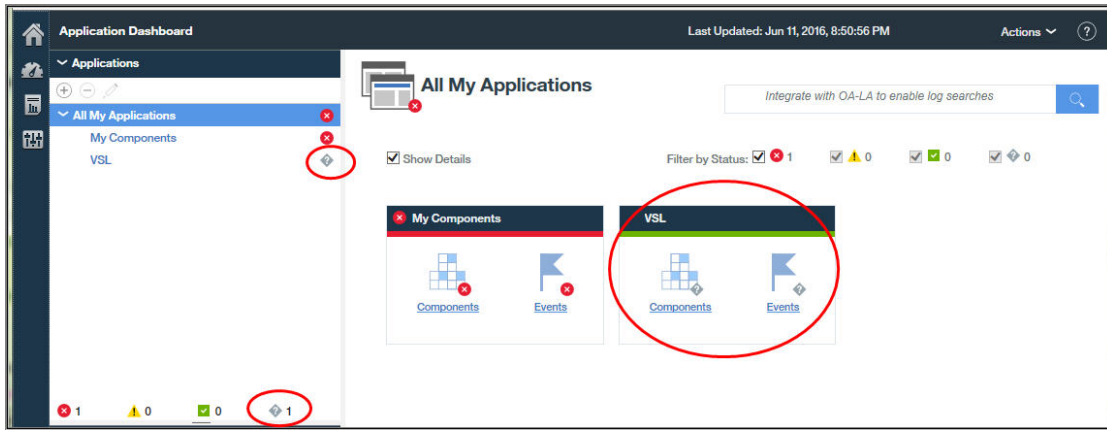 Application Dashboard
Last Updated: Jun 11, 2016, 8:50:56 PM
Actions
?
Applications
All My Applications
My Components
VSL
All My Applications
Integrate with OA-LA to enable log searches
Show Details
Filter by Status: 1 0 0 0
My Components
Components
Events
VSL
Components
Events
1 0 0 1